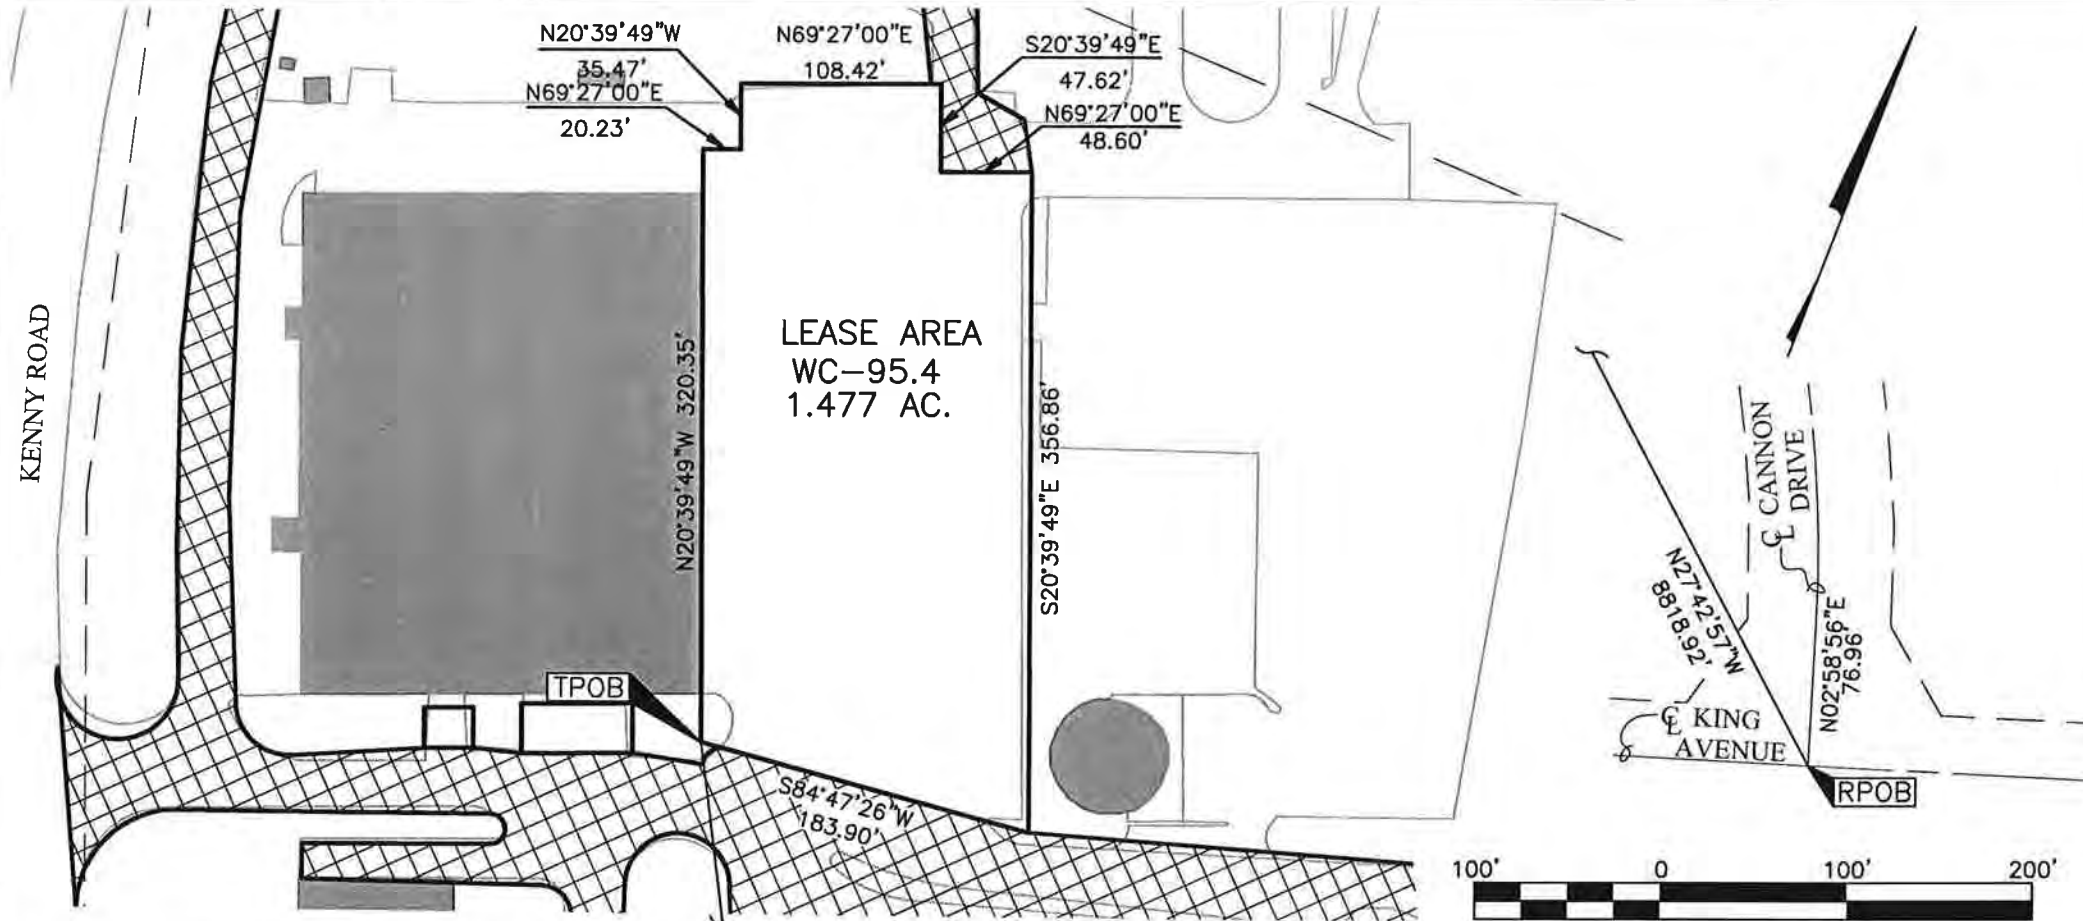 N20°39'49"W
35.47'
N69°27'00"E
20.23'
N69°27'00"E
108.42'
S20°39'49"E
47.62'
N69°27'00"E
48.60'
KENNY ROAD
N20°39'49"W 320.35'
LEASE AREA
WC-95.4
1.477 AC.
S20°39'49"E 356.86'
TPOB
S84°47'26"W
183.90'
℄ CANNON
DRIVE
N27°42'57"W
8818.92'
N02°58'56"E
76.96'
℄ KING
AVENUE
RPOB
100' 0 100' 200'